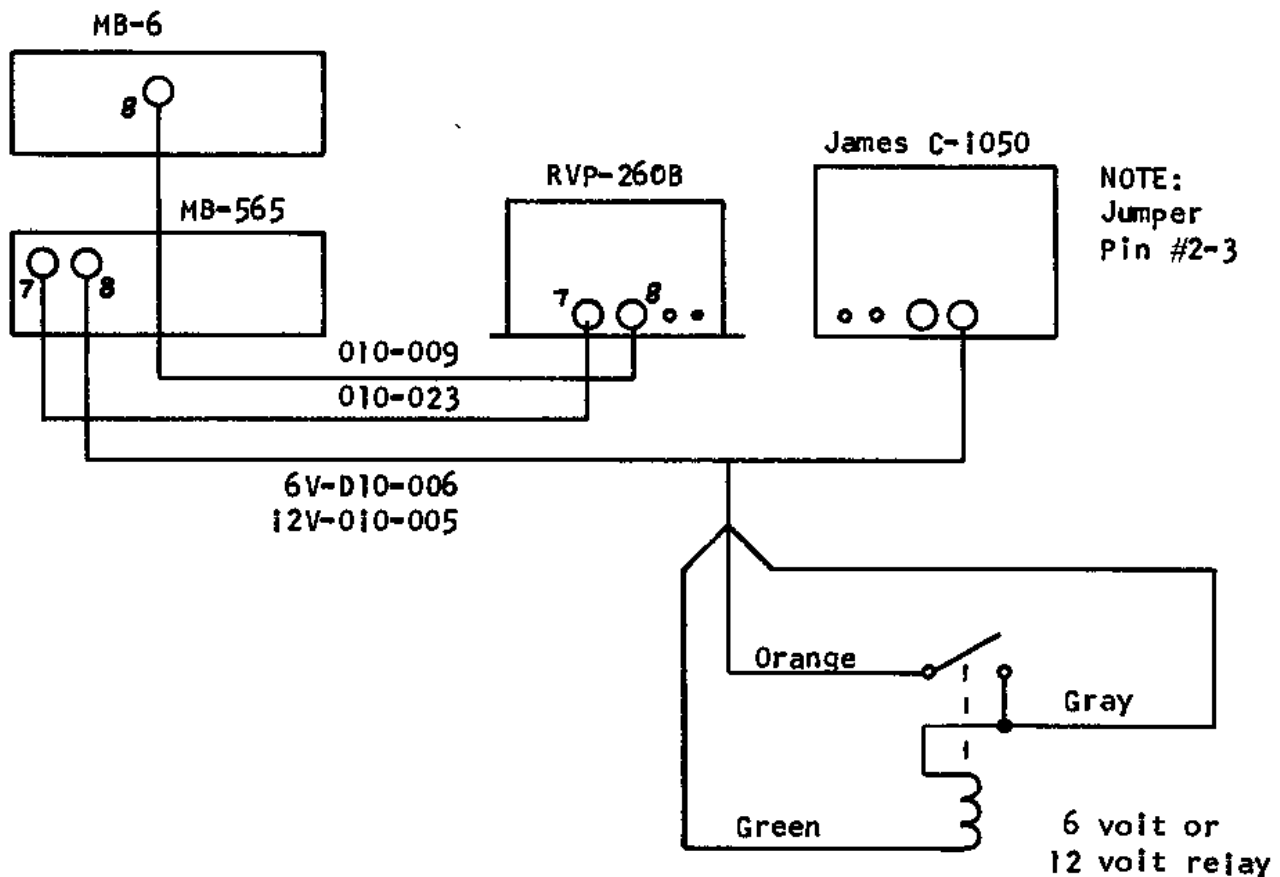 MB-6
8
James C-1050
RVP-260B
NOTE:
Jumper
Pin #2-3
MB-565
7
8
7
8
010-009
010-023
6V-D10-006
12V-010-005
Orange
Gray
Green
6 volt or
12 volt relay